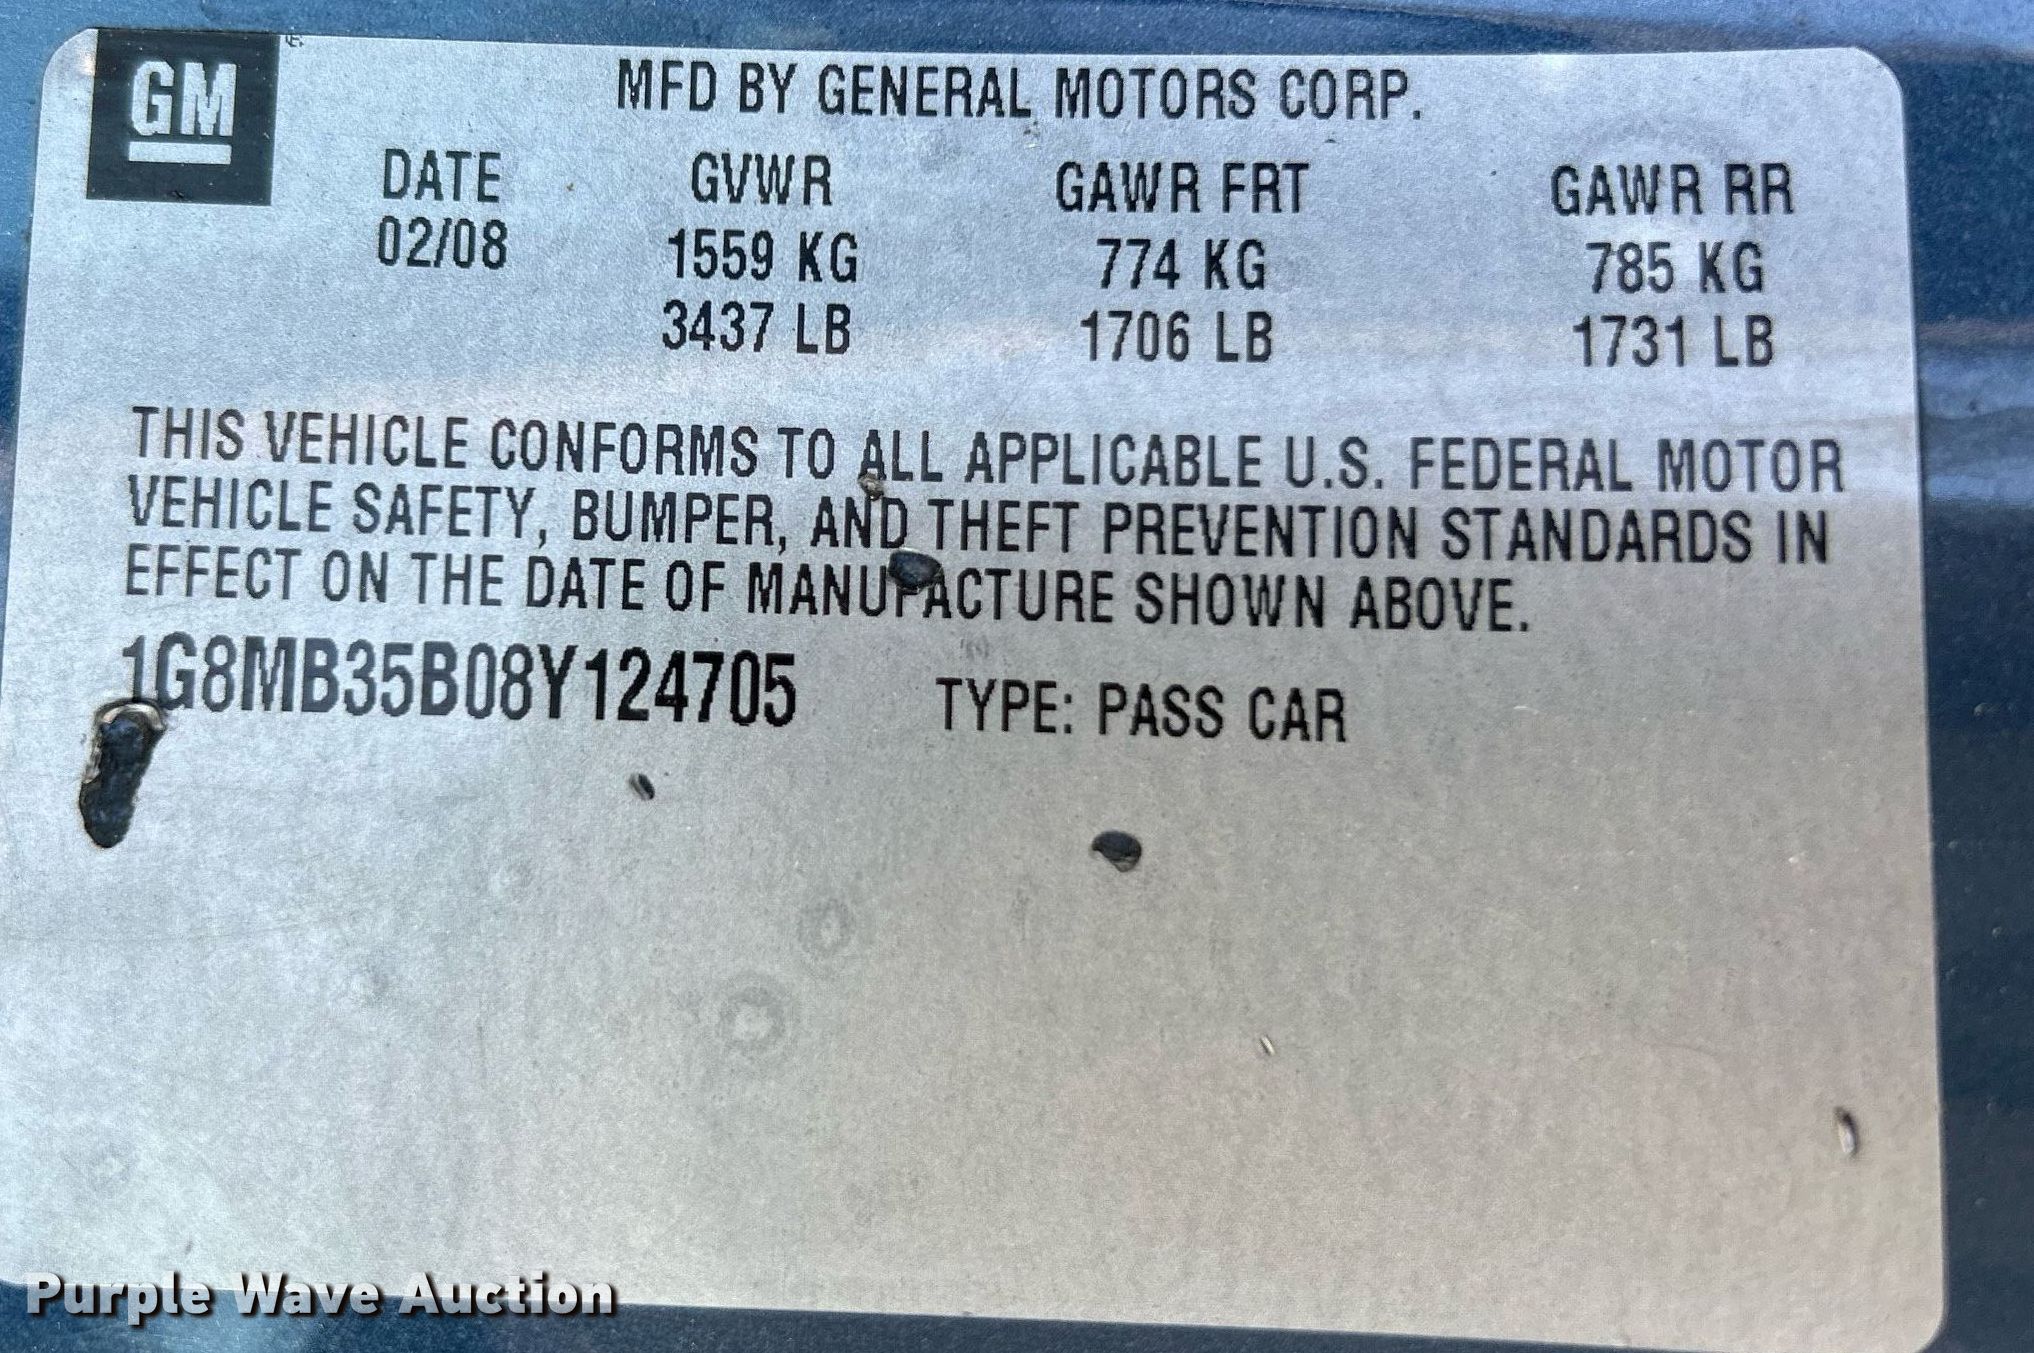 GM
MFD BY GENERAL MOTORS CORP.
DATE GVWR GAWR FRT GAWR RR
02/08 1559 KG 774 KG 785 KG
3437 LB 1706 LB 1731 LB
THIS VEHICLE CONFORMS TO ALL APPLICABLE U.S. FEDERAL MOTOR
VEHICLE SAFETY, BUMPER, AND THEFT PREVENTION STANDARDS IN
EFFECT ON THE DATE OF MANUFACTURE SHOWN ABOVE.
1G8MB35B08Y124705 TYPE: PASS CAR
Purple Wave Auction